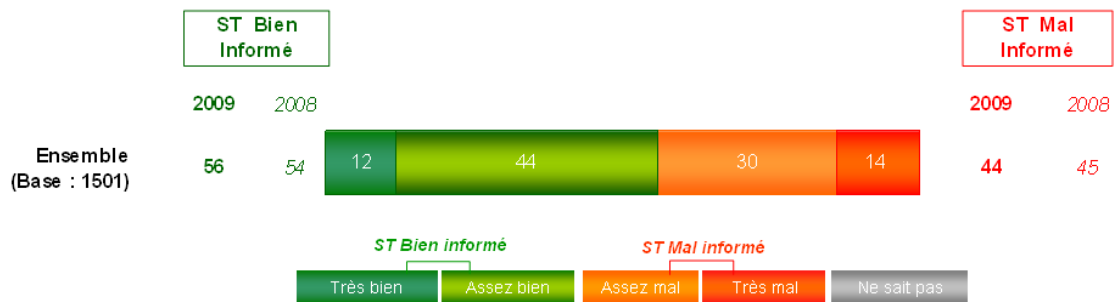 ST Bien
Informé
ST Mal
Informé
2009 2008
2009 2008
Ensemble
(Base : 1501)
56 54 12 44 30 14 44 45
ST Bien informé
ST Mal informé
Très bien Assez bien Assez mal Très mal Ne sait pas